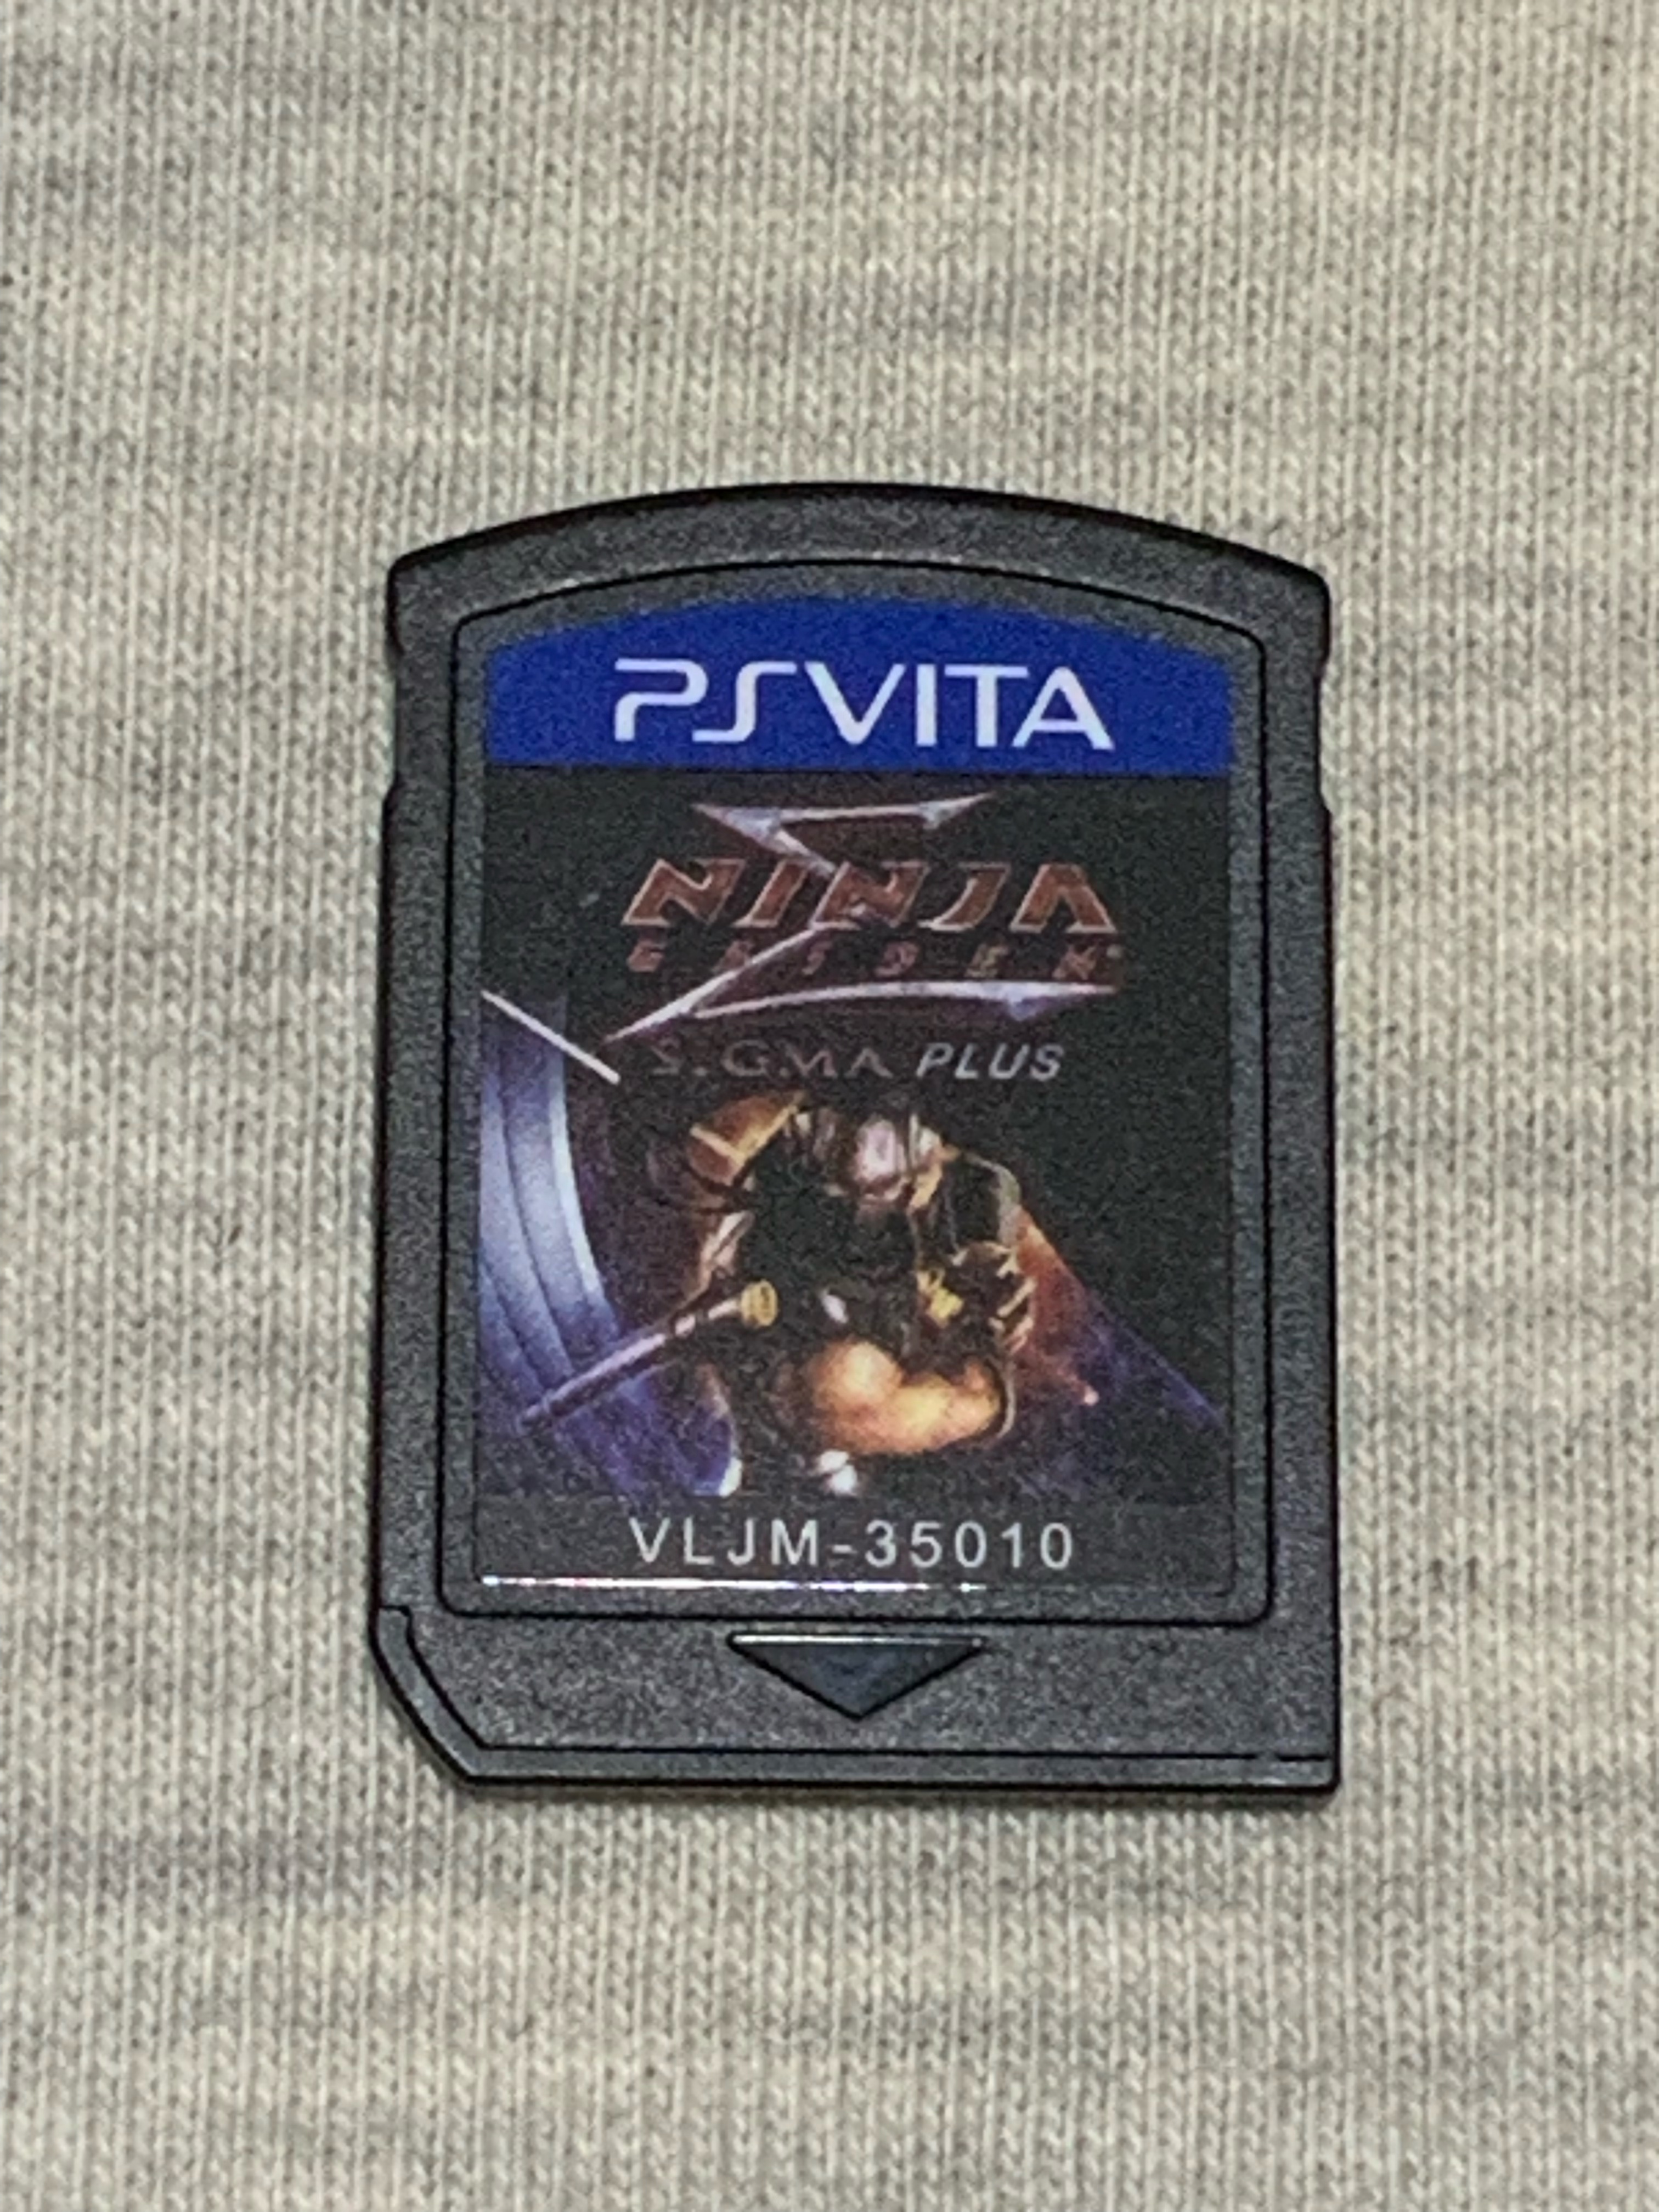 PSVITA
NINJA
GAIDEN
SIGMA PLUS
VLJM-35010